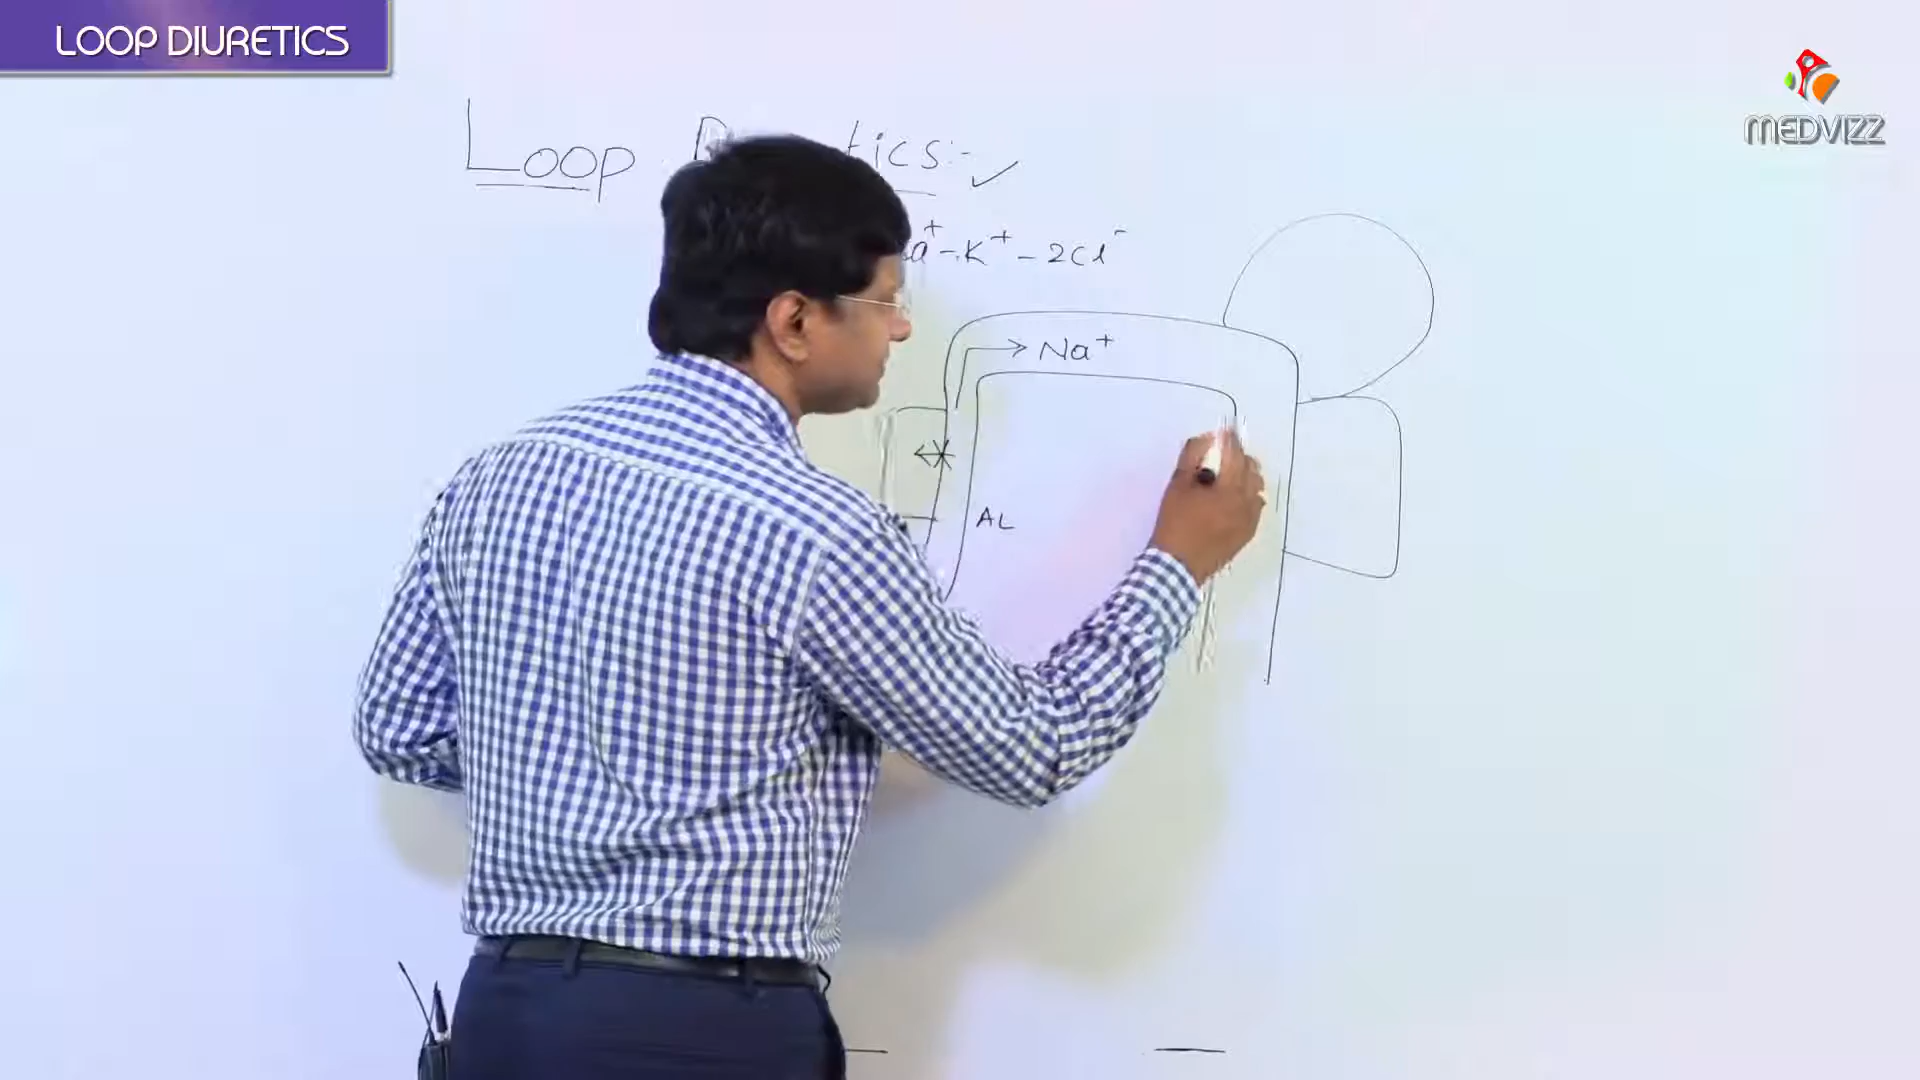 LOOP DIURETICS
MEDVIZZ
Loop tics:-
a⁺-K⁺-2Cl⁻
Na⁺
AL